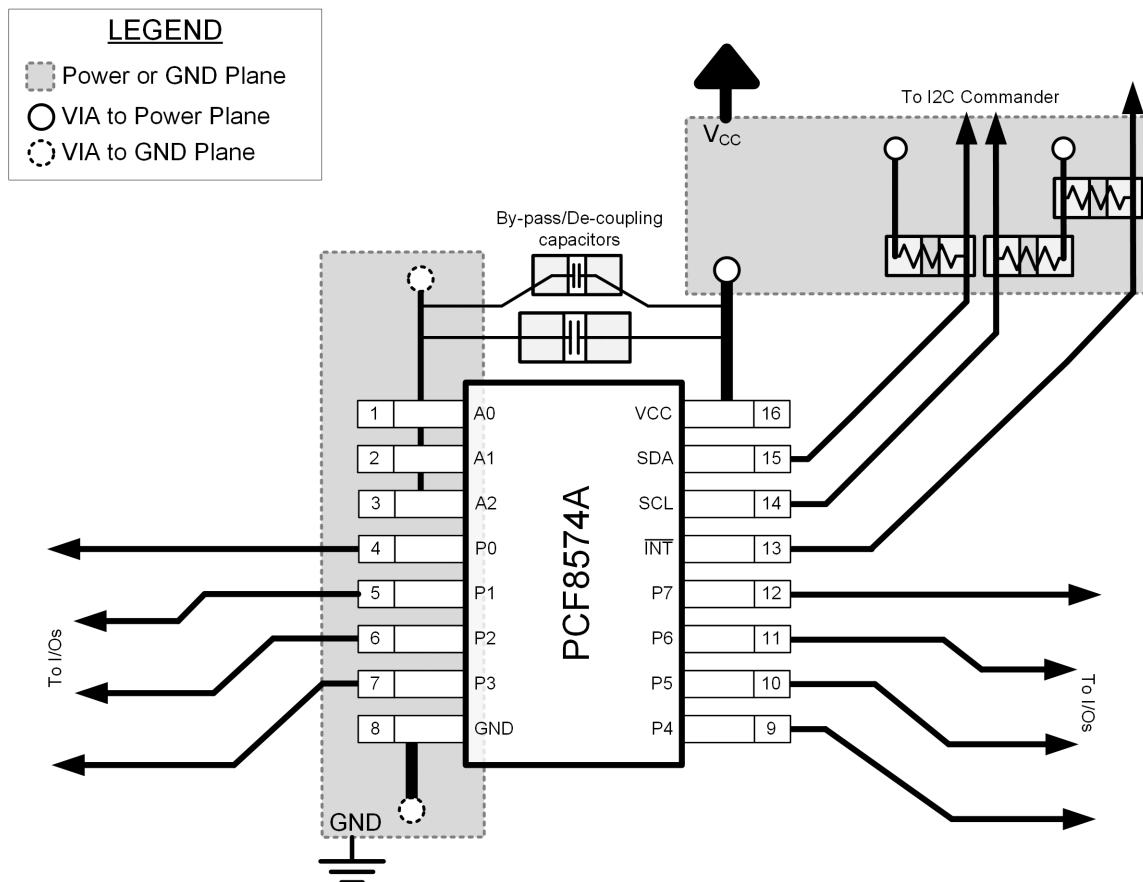 LEGEND
Power or GND Plane
VIA to Power Plane
VIA to GND Plane
To I2C Commander
VCC
By-pass/De-coupling
capacitors
1 A0 VCC 16
2 A1 SDA 15
3 A2 SCL 14
4 P0 INT 13
5 P1 P7 12
6 P2 P6 11
7 P3 P5 10
8 GND P4 9
PCF8574A
To I/Os
To I/Os
GND